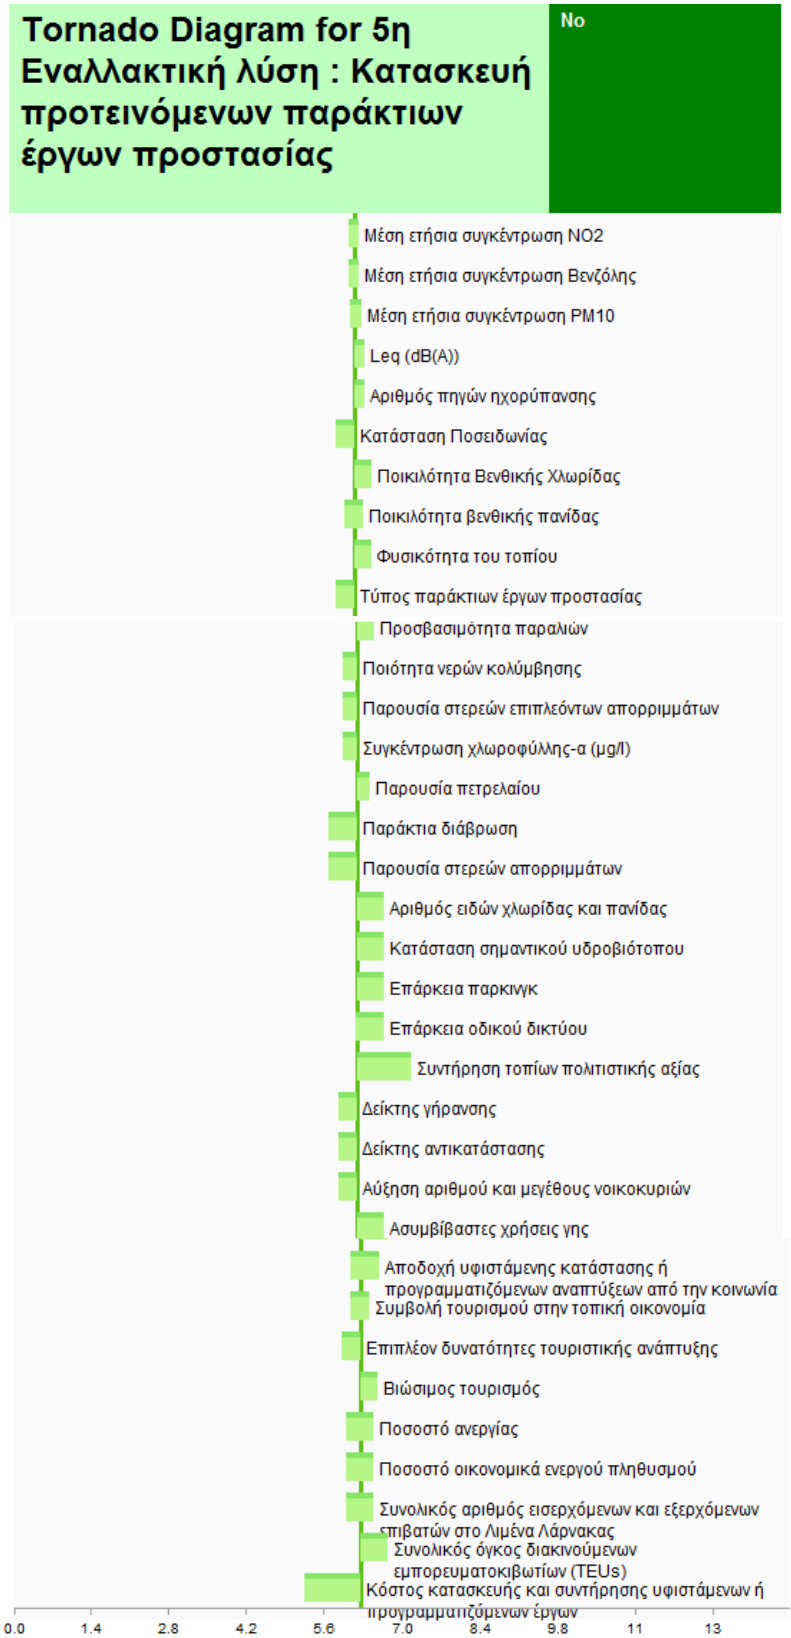 Tornado Diagram for 5η
Εναλλακτική λύση : Κατασκευή
προτεινόμενων παράκτιων
έργων προστασίας
No
Μέση ετήσια συγκέντρωση NO2
Μέση ετήσια συγκέντρωση Βενζόλης
Μέση ετήσια συγκέντρωση PM10
Leq (dB(A))
Αριθμός πηγών ηχορύπανσης
Κατάσταση Ποσειδωνίας
Ποικιλότητα Βενθικής Χλωρίδας
Ποικιλότητα βενθικής πανίδας
Φυσικότητα του τοπίου
Τύπος παράκτιων έργων προστασίας
Προσβασιμότητα παραλιών
Ποιότητα νερών κολύμβησης
Παρουσία στερεών επιπλεόντων απορριμμάτων
Συγκέντρωση χλωροφύλλης-α (μg/l)
Παρουσία πετρελαίου
Παράκτια διάβρωση
Παρουσία στερεών απορριμμάτων
Αριθμός ειδών χλωρίδας και πανίδας
Κατάσταση σημαντικού υδροβιότοπου
Επάρκεια παρκινγκ
Επάρκεια οδικού δικτύου
Συντήρηση τοπίων πολιτιστικής αξίας
Δείκτης γήρανσης
Δείκτης αντικατάστασης
Αύξηση αριθμού και μεγέθους νοικοκυριών
Ασυμβίβαστες χρήσεις γης
Αποδοχή υφιστάμενης κατάστασης ή
προγραμματιζόμενων αναπτύξεων από την κοινωνία
Συμβολή τουρισμού στην τοπική οικονομία
Επιπλέον δυνατότητες τουριστικής ανάπτυξης
Βιώσιμος τουρισμός
Ποσοστό ανεργίας
Ποσοστό οικονομικά ενεργού πληθυσμού
Συνολικός αριθμός εισερχόμενων και εξερχόμενων
επιβατών στο Λιμένα Λάρνακας
Συνολικός όγκος διακινούμενων
εμπορευματοκιβωτίων (TEUs)
Κόστος κατασκευής και συντήρησης υφιστάμενων ή
προγραμματιζόμενων έργων
0.0 1.4 2.8 4.2 5.6 7.0 8.4 9.8 11 13